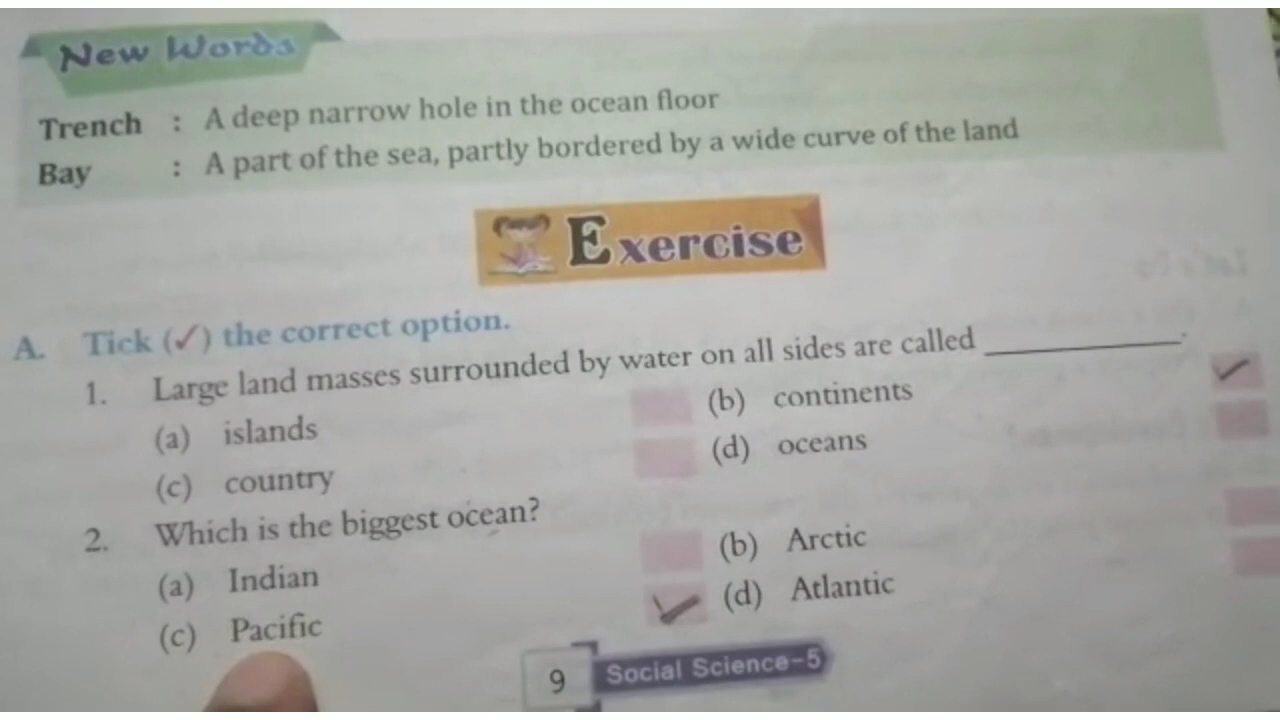 New Words
Trench : A deep narrow hole in the ocean floor
Bay : A part of the sea, partly bordered by a wide curve of the land
Exercise
A. Tick (✓) the correct option.
1. Large land masses surrounded by water on all sides are called ___________.
(a) islands (b) continents ✓
(c) country (d) oceans
2. Which is the biggest ocean?
(a) Indian (b) Arctic
(c) Pacific ✓ (d) Atlantic
9 Social Science-5